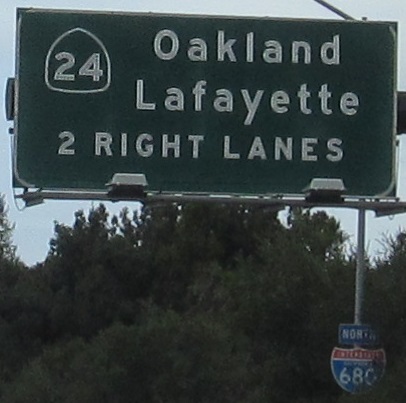 24
Oakland
Lafayette
2 RIGHT LANES
NORTH
INTERSTATE
680